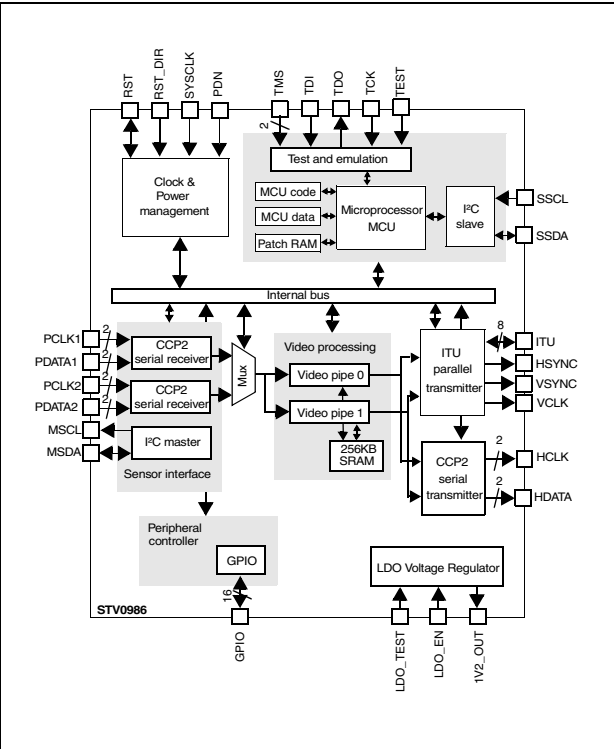 RST
RST_DIR
SYSCLK
PDN
TMS
TDI
TDO
TCK
TEST
2
Test and emulation
Clock &
Power
management
MCU code
MCU data
Patch RAM
Microprocessor
MCU
I²C
slave
SSCL
SSDA
Internal bus
PCLK1
2
PDATA1
2
PCLK2
2
PDATA2
2
MSCL
MSDA
CCP2
serial receiver
CCP2
serial receiver
I²C master
Sensor interface
Mux
Video processing
Video pipe 0
Video pipe 1
256KB
SRAM
ITU
parallel
transmitter
CCP2
serial
transmitter
8
ITU
HSYNC
VSYNC
VCLK
2
HCLK
2
HDATA
Peripheral
controller
GPIO
16
LDO Voltage Regulator
STV0986
GPIO
LDO_TEST
LDO_EN
1V2_OUT